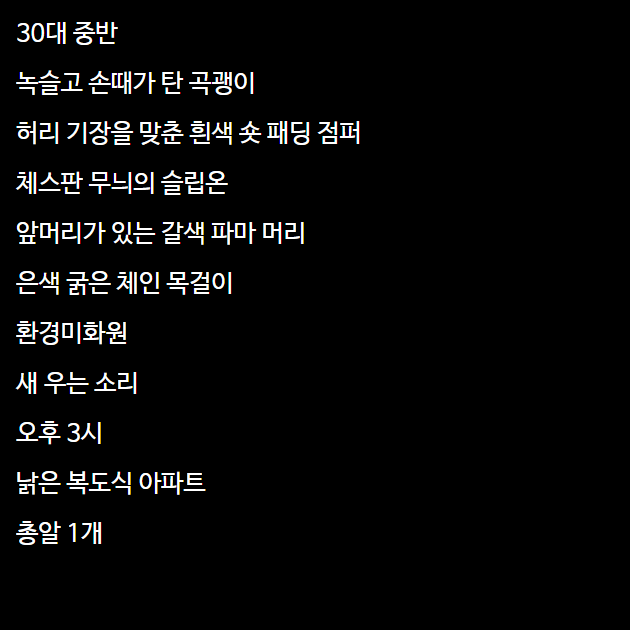 30대 중반
녹슬고 손때가 탄 곡괭이
허리 기장을 맞춘 흰색 숏 패딩 점퍼
체스판 무늬의 슬립온
앞머리가 있는 갈색 파마 머리
은색 굵은 체인 목걸이
환경미화원
새 우는 소리
오후 3시
낡은 복도식 아파트
총알 1개